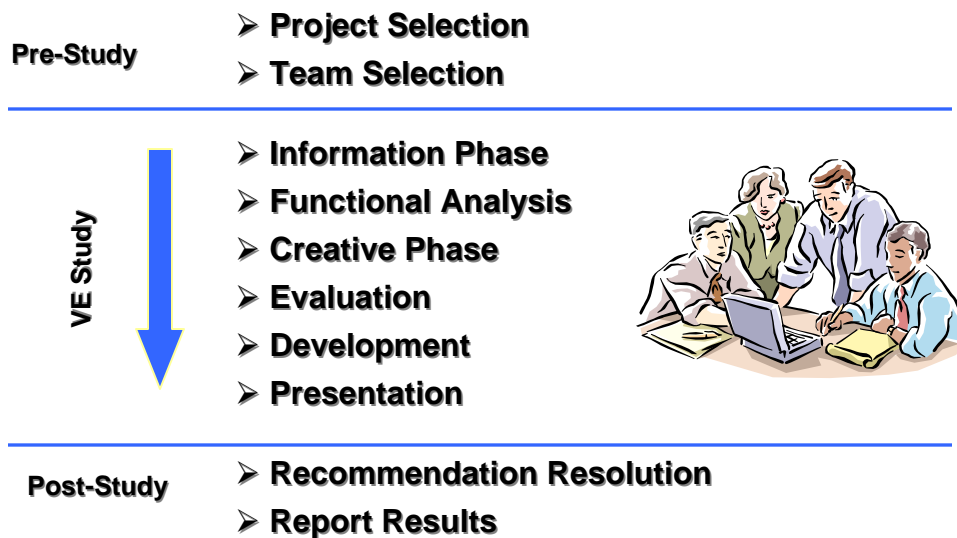 Pre-Study
➢ Project Selection
➢ Team Selection
VE Study
➢ Information Phase
➢ Functional Analysis
➢ Creative Phase
➢ Evaluation
➢ Development
➢ Presentation
Post-Study
➢ Recommendation Resolution
➢ Report Results